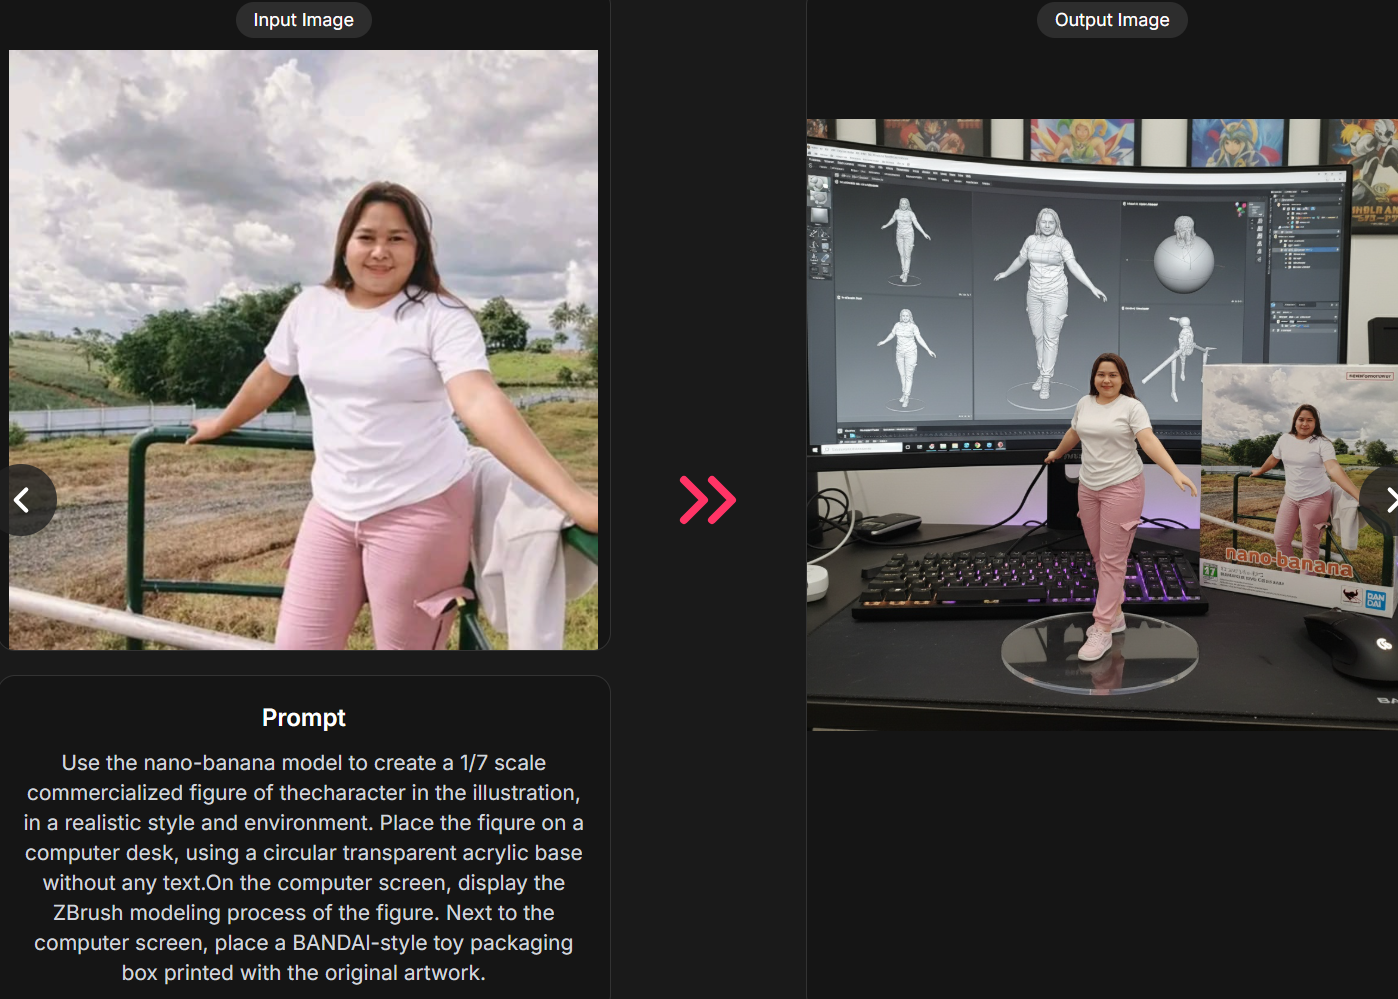 Input Image
Output Image
nano-banana
17
BAN
DAI
Prompt
Use the nano-banana model to create a 1/7 scale
commercialized figure of thecharacter in the illustration,
in a realistic style and environment. Place the fiqure on a
computer desk, using a circular transparent acrylic base
without any text.On the computer screen, display the
ZBrush modeling process of the figure. Next to the
computer screen, place a BANDAI-style toy packaging
box printed with the original artwork.